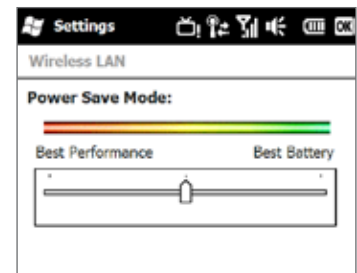 Settings
OK
Wireless LAN
Power Save Mode:
Best Performance Best Battery